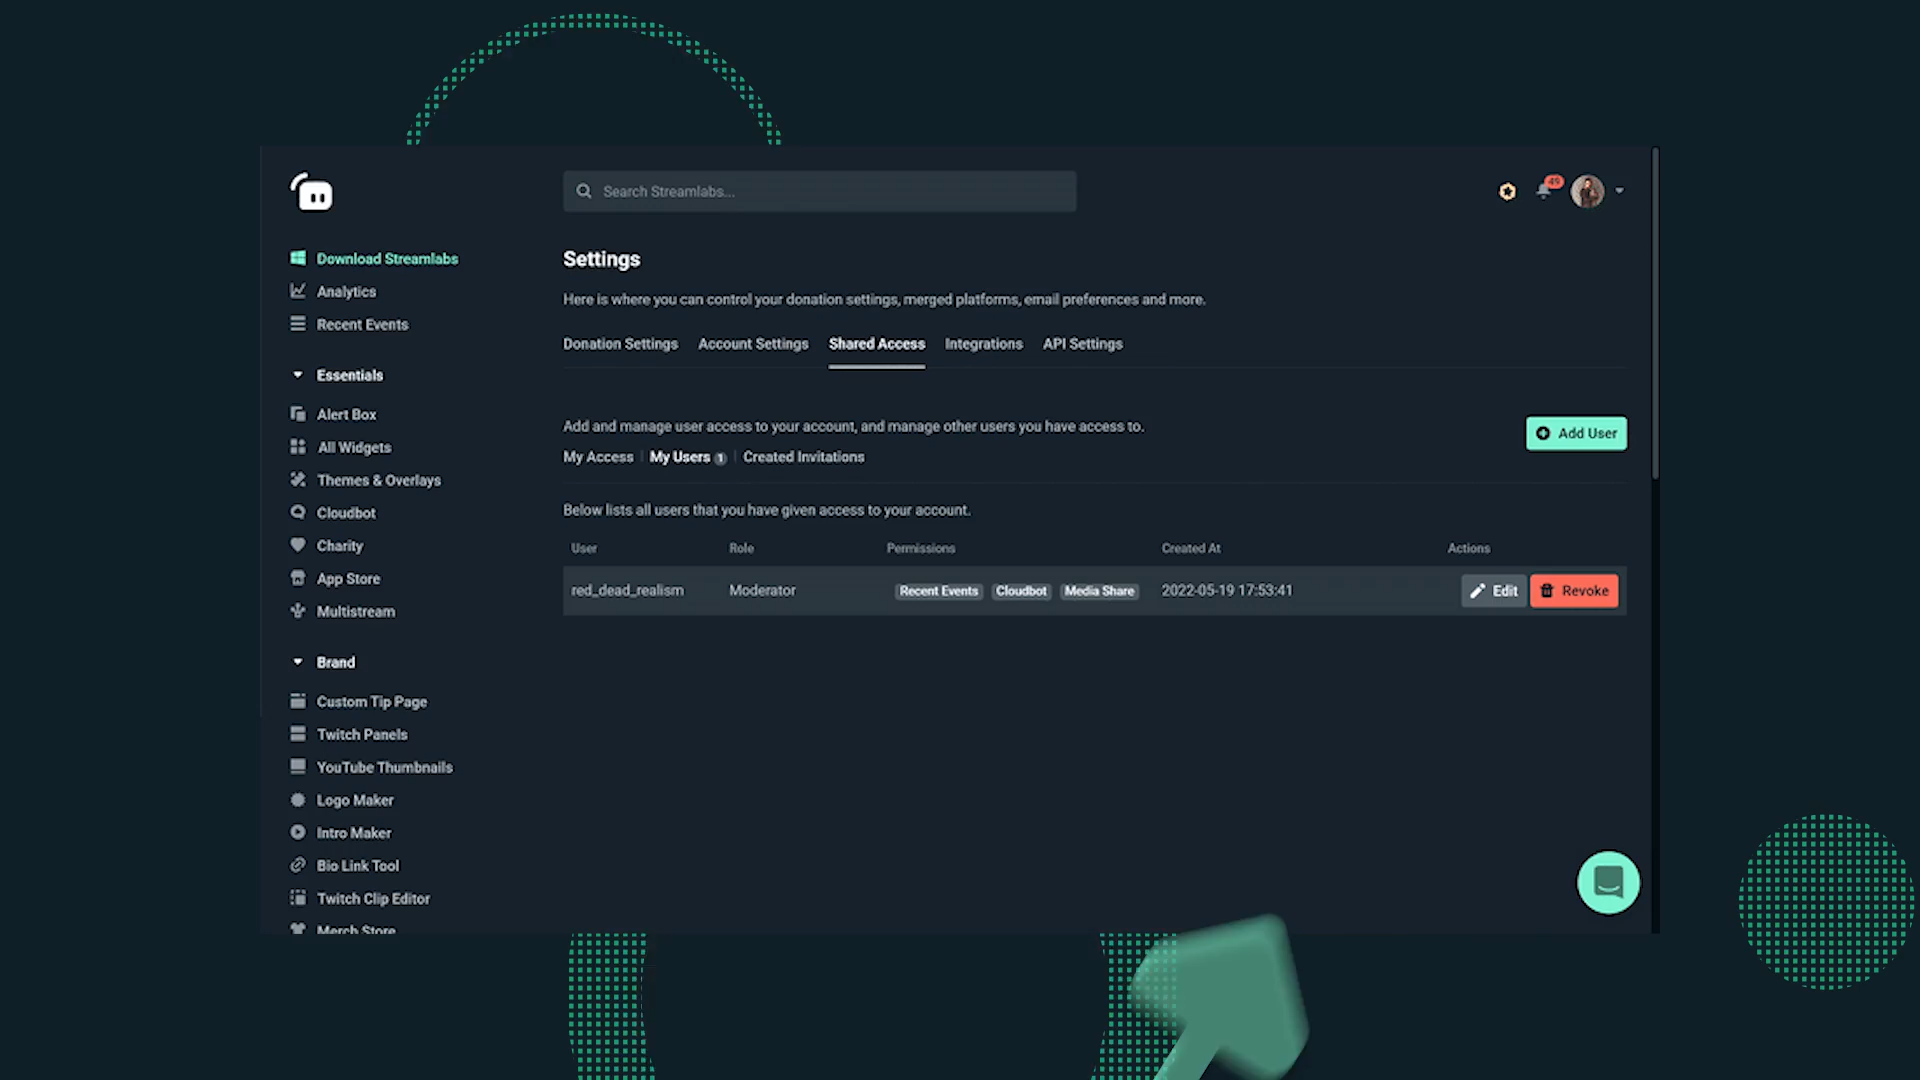 Search Streamlabs...
49
Download Streamlabs
Analytics
Recent Events
Essentials
Alert Box
All Widgets
Themes & Overlays
Cloudbot
Charity
App Store
Multistream
Brand
Custom Tip Page
Twitch Panels
YouTube Thumbnails
Logo Maker
Intro Maker
Bio Link Tool
Twitch Clip Editor
Merch Store
Settings
Here is where you can control your donation settings, merged platforms, email preferences and more.
Donation Settings Account Settings Shared Access Integrations API Settings
Add and manage user access to your account, and manage other users you have access to.
Add User
My Access | My Users 1 | Created Invitations
Below lists all users that you have given access to your account.
User Role Permissions Created At Actions
red_dead_realism Moderator Recent Events Cloudbot Media Share 2022-05-19 17:53:41 Edit Revoke